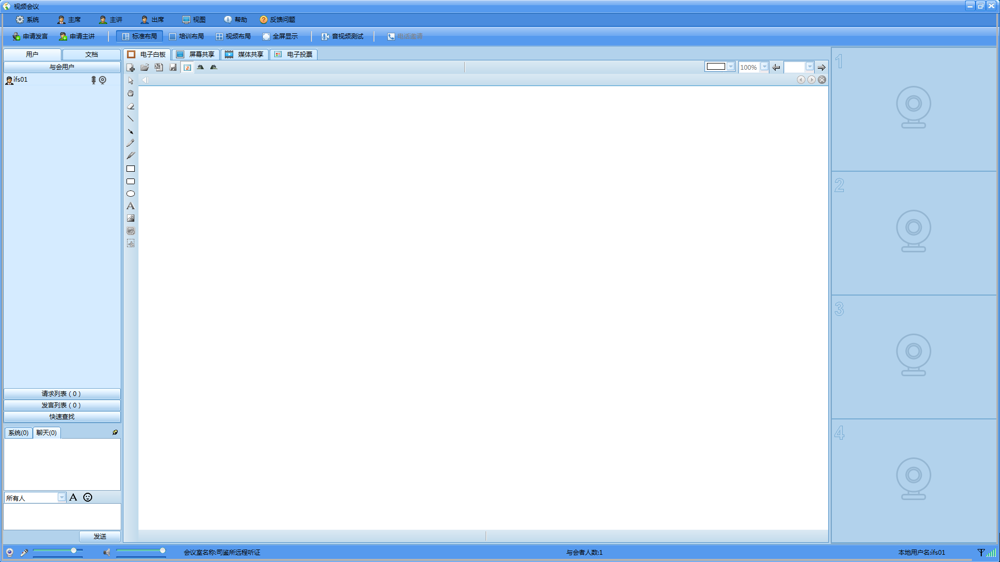 视频会议
系统 主席 主讲 出席 视图 帮助 反馈问题
申请发言 申请主讲 标准布局 培训布局 视频布局 全屏显示 音视频测试 电话邀请
用户 文档 电子白板 屏幕共享 媒体共享 电子投票
与会用户
100%
ifs01
1
2
3
4
请求列表 ( 0 )
发言列表 ( 0 )
快速查找
系统(0) 聊天(0)
所有人
发送
会议室名称:司鉴所远程听证 与会者人数:1 本地用户名:ifs01